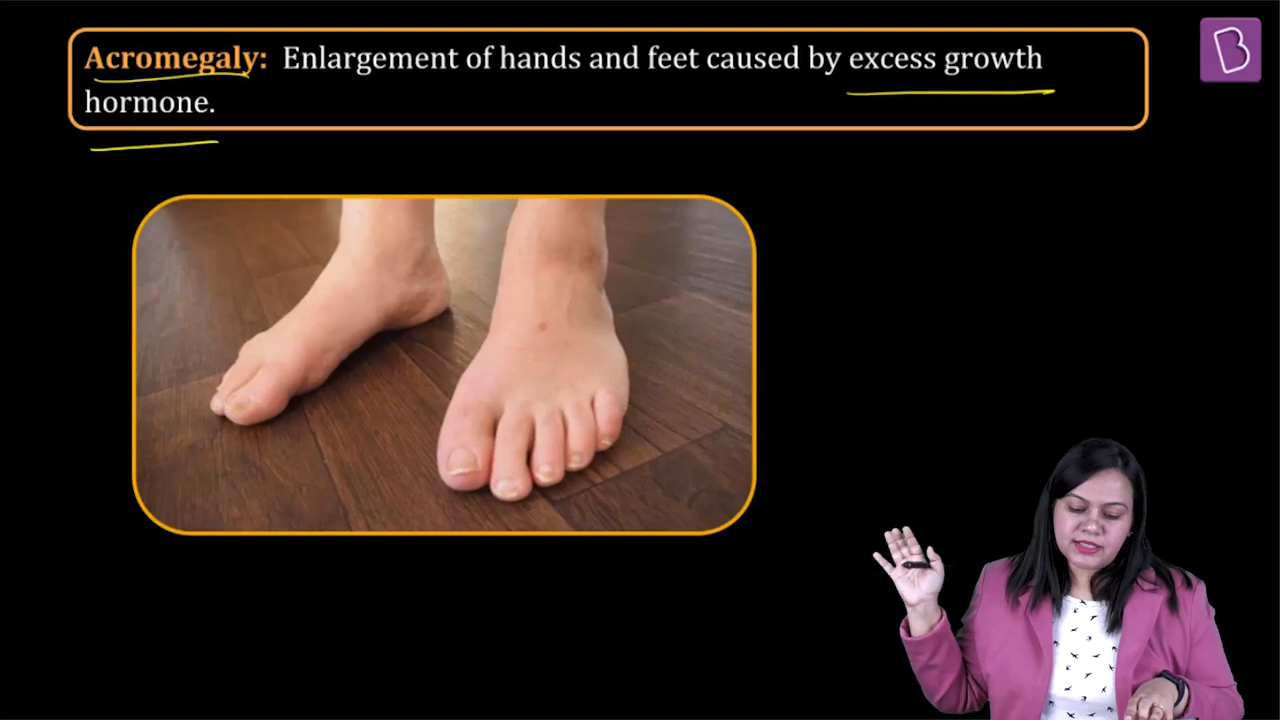 Acromegaly: Enlargement of hands and feet caused by excess growth
hormone.